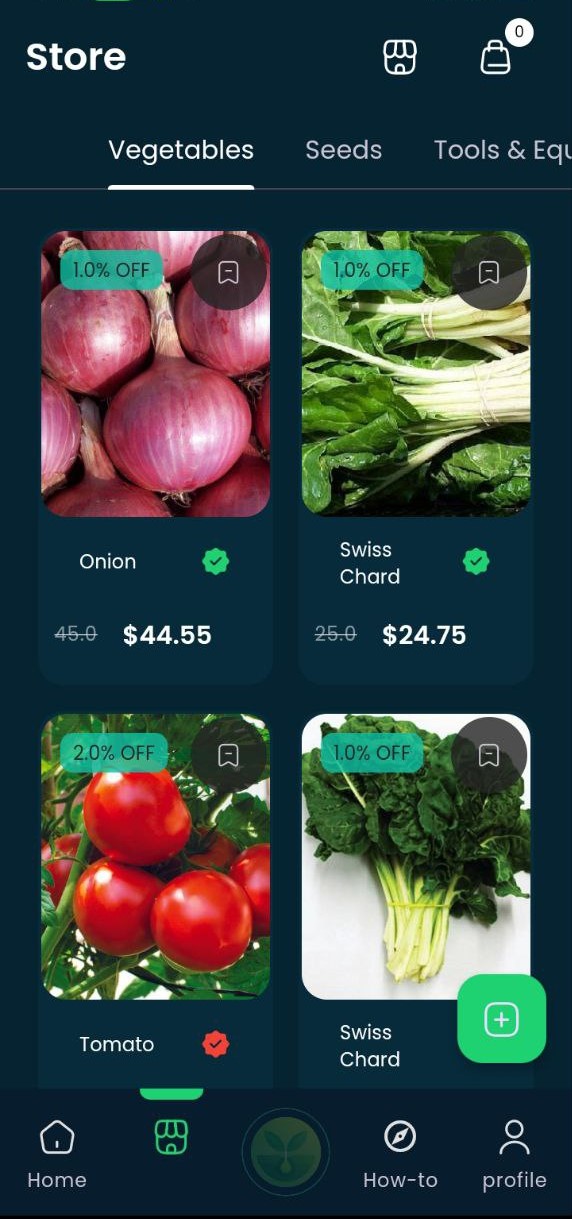 Store
0
Vegetables Seeds Tools & Equ
1.0% OFF
1.0% OFF
Onion
Swiss
Chard
45.0 $44.55
25.0 $24.75
2.0% OFF
1.0% OFF
Tomato
Swiss
Chard
Home
How-to
profile